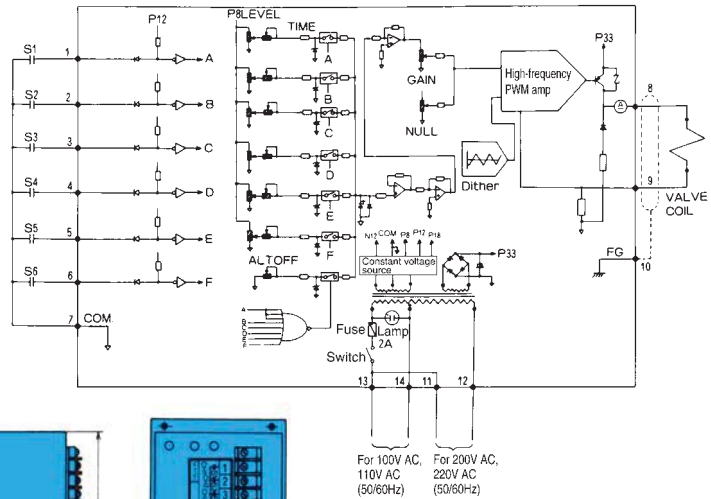 P12
P8LEVEL
TIME
P33
S1 1 A
A
GAIN
High-frequency
PWM amp
Z
A
8
S2 2 B
B
NULL
S3 3 C
C
Dither
S4 4 D
D
9
VALVE
COIL
S5 5 E
E
N12 COM P8 P12 P18
Constant voltage
source
P33
FG
10
S6 6 F
F
ALTOFF
7 COM.
A
B
C
D
E
F
Fuse
Lamp
2A
Switch
13 14 11 12
For 100V AC,
110V AC
(50/60Hz)
For 200V AC,
220V AC
(50/60Hz)
1
2
3